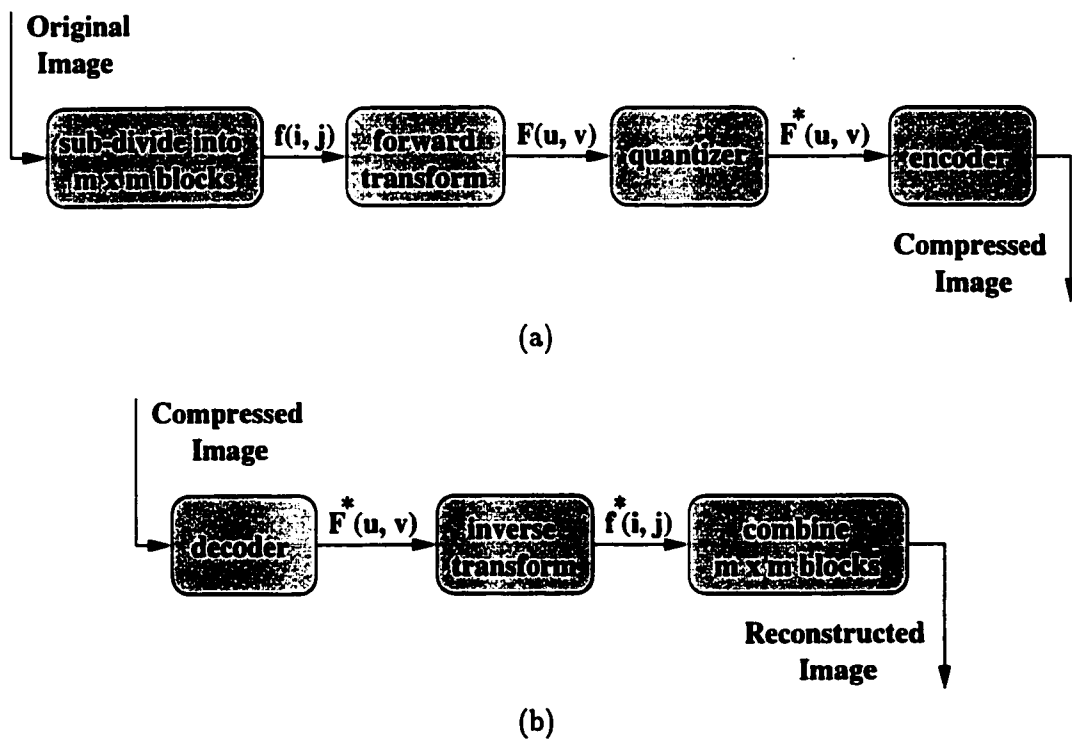 Original
Image
sub-divide into
m x m blocks
f(i, j)
forward
transform
F(u, v)
quantizer
F*(u, v)
encoder
Compressed
Image
(a)
Compressed
Image
decoder
F*(u, v)
inverse
transform
f*(i, j)
combine
m x m blocks
Reconstructed
Image
(b)